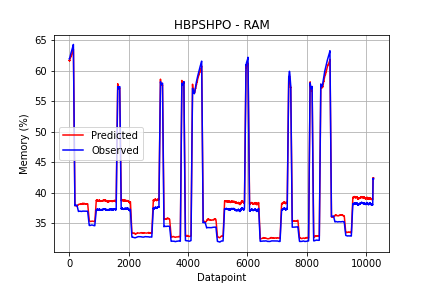 HBPSHPO - RAM
65
60
55
50
45
40
35
Memory (%)
Predicted
Observed
0
2000
4000
6000
8000
10000
Datapoint